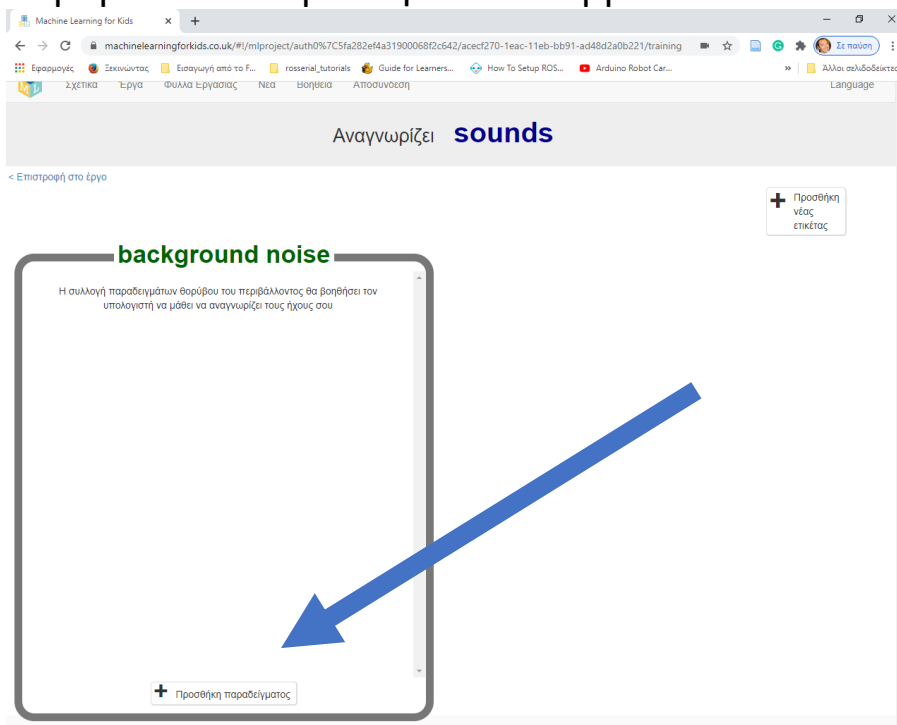 Machine Learning for Kids
machinelearningforkids.co.uk/#!/mlproject/auth0%7C5fa282ef4a31900068f2c642/acecf270-1eac-11eb-bb91-ad48d2a0b221/training
Σε παύση
Εφαρμογές Ξεκινώντας Εισαγωγή από το F... rosserial_tutorials Guide for Learners... How To Setup ROS... Arduino Robot Car... » Άλλοι σελιδοδείκτες
Σχετικά Έργα Φύλλα Εργασίας Νέα Βοήθεια Αποσύνδεση Language
Αναγνωρίζει sounds
< Επιστροφή στο έργο
Προσθήκη
νέας
ετικέτας
background noise
Η συλλογή παραδειγμάτων θορύβου του περιβάλλοντος θα βοηθήσει τον
υπολογιστή να μάθει να αναγνωρίζει τους ήχους σου
Προσθήκη παραδείγματος